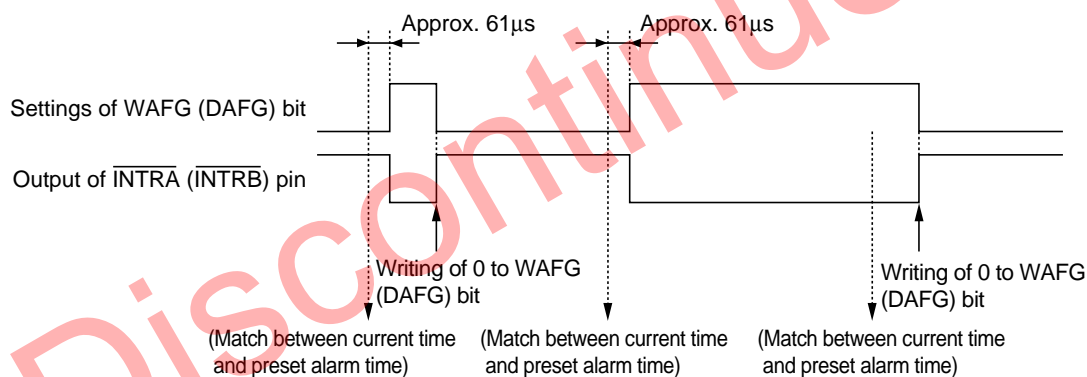 Approx. 61μs
Approx. 61μs
Settings of WAFG (DAFG) bit
Output of INTRA (INTRB) pin
Writing of 0 to WAFG
(DAFG) bit
Writing of 0 to WAFG
(DAFG) bit
(Match between current time
and preset alarm time)
(Match between current time
and preset alarm time)
(Match between current time
and preset alarm time)
Discontinue